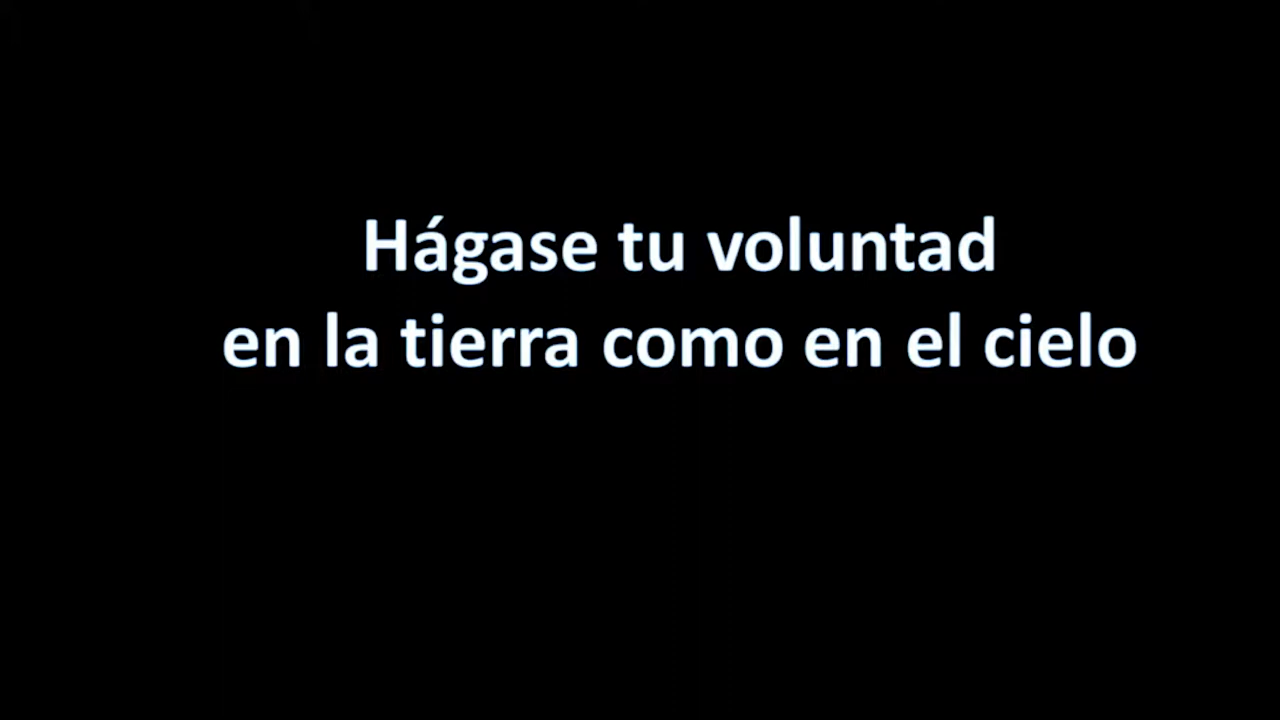 Hágase tu voluntad
en la tierra como en el cielo